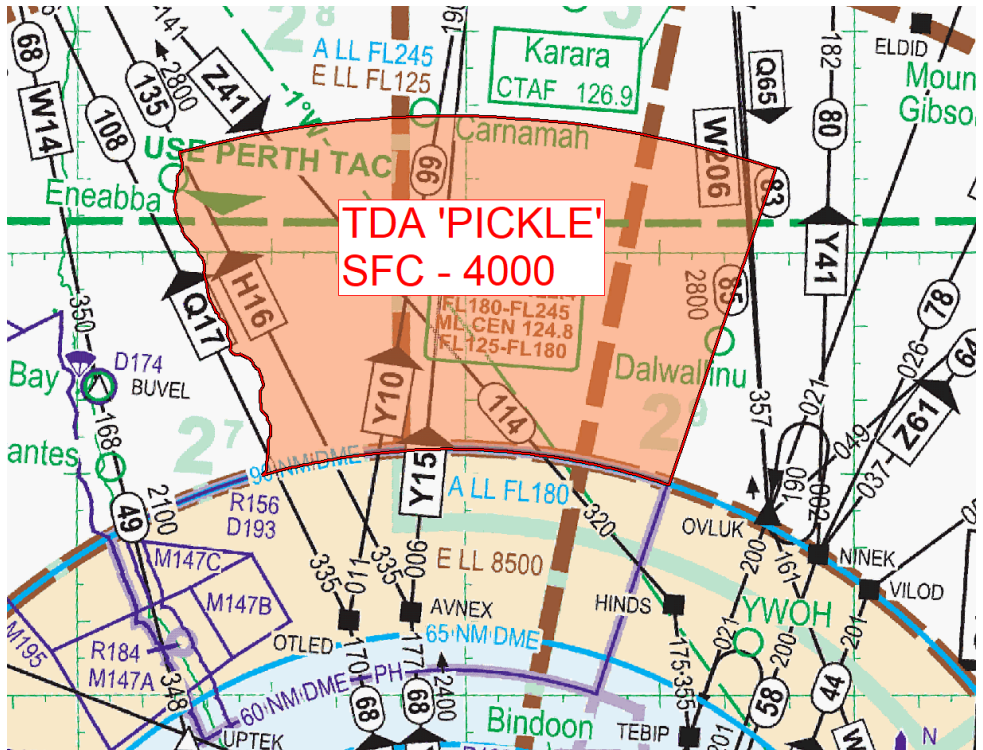 68
W14
350
168
49
2100
348
108
135
2800
141
Z41
-1°W
2
8
A LL FL245
E LL FL125
3
Karara
CTAF 126.9
Carnamah
USE PERTH TAC
Eneabba
Q17
H16
66
TDA 'PICKLE'
SFC - 4000
FL180-FL245
ML CEN 124.8
FL125-FL180
Y10
Y15
114
W206
Q65
83
85
2800
Dalwallinu
2
9
2
7
182
80
Y41
ELDID
Moun
Gibso
357
021
190
200
161
049
037
026
78
64
Z61
Bay
D174
BUVEL
antes
90 NM DME
R156
D193
A LL FL180
E LL 8500
M147C
M147B
R184
M147A
M195
335
011
335
006
320
OTLED
AVNEX
HINDS
OVLUK
NINEK
VILOD
YWOH
65 NM DME
60 NM DME PH
170
177
68
68
2400
175
355
021
200
201
58
44
W
201
UPTEK
Bindoon
TEBIP
N